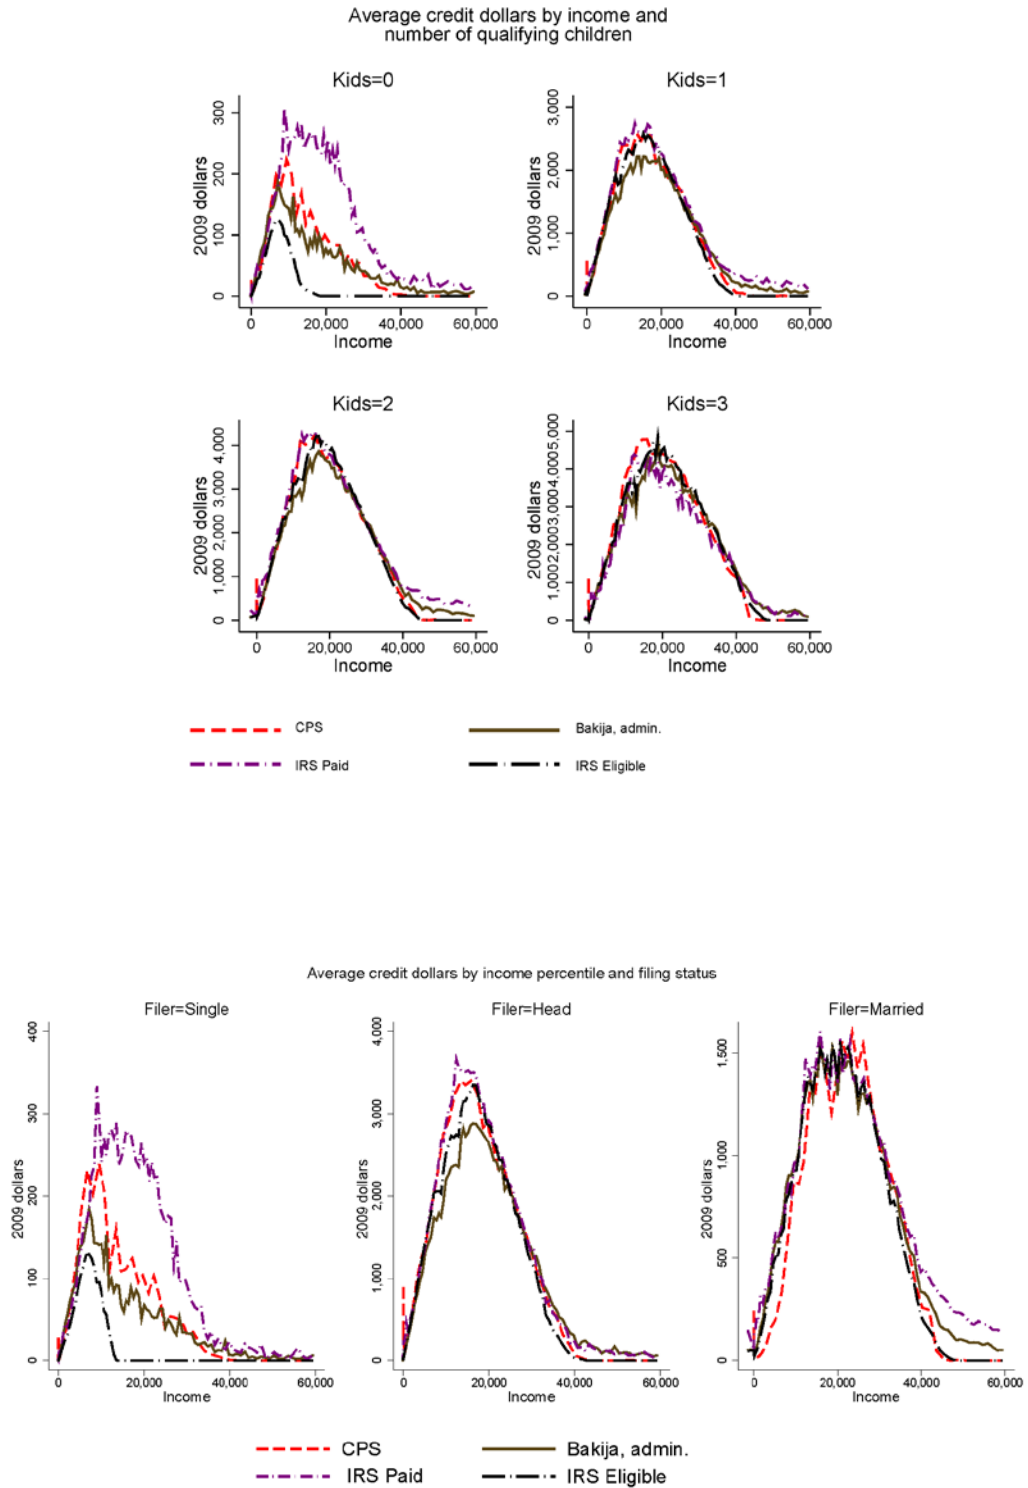 Average credit dollars by income and
number of qualifying children
Kids=0
2009 dollars
0 100 200 300
0 20,000 40,000 60,000
Income
Kids=1
2009 dollars
0 1,000 2,000 3,000
0 20,000 40,000 60,000
Income
Kids=2
2009 dollars
0 1,000 2,000 3,000 4,000
0 20,000 40,000 60,000
Income
Kids=3
2009 dollars
0 1,000 2,000 3,000 4,000 5,000
0 20,000 40,000 60,000
Income
CPS
Bakija, admin.
IRS Paid
IRS Eligible
Average credit dollars by income percentile and filing status
Filer=Single
2009 dollars
0 100 200 300 400
0 20,000 40,000 60,000
Income
Filer=Head
2009 dollars
0 1,000 2,000 3,000 4,000
0 20,000 40,000 60,000
Income
Filer=Married
2009 dollars
0 500 1,000 1,500
0 20,000 40,000 60,000
Income
CPS
Bakija, admin.
IRS Paid
IRS Eligible